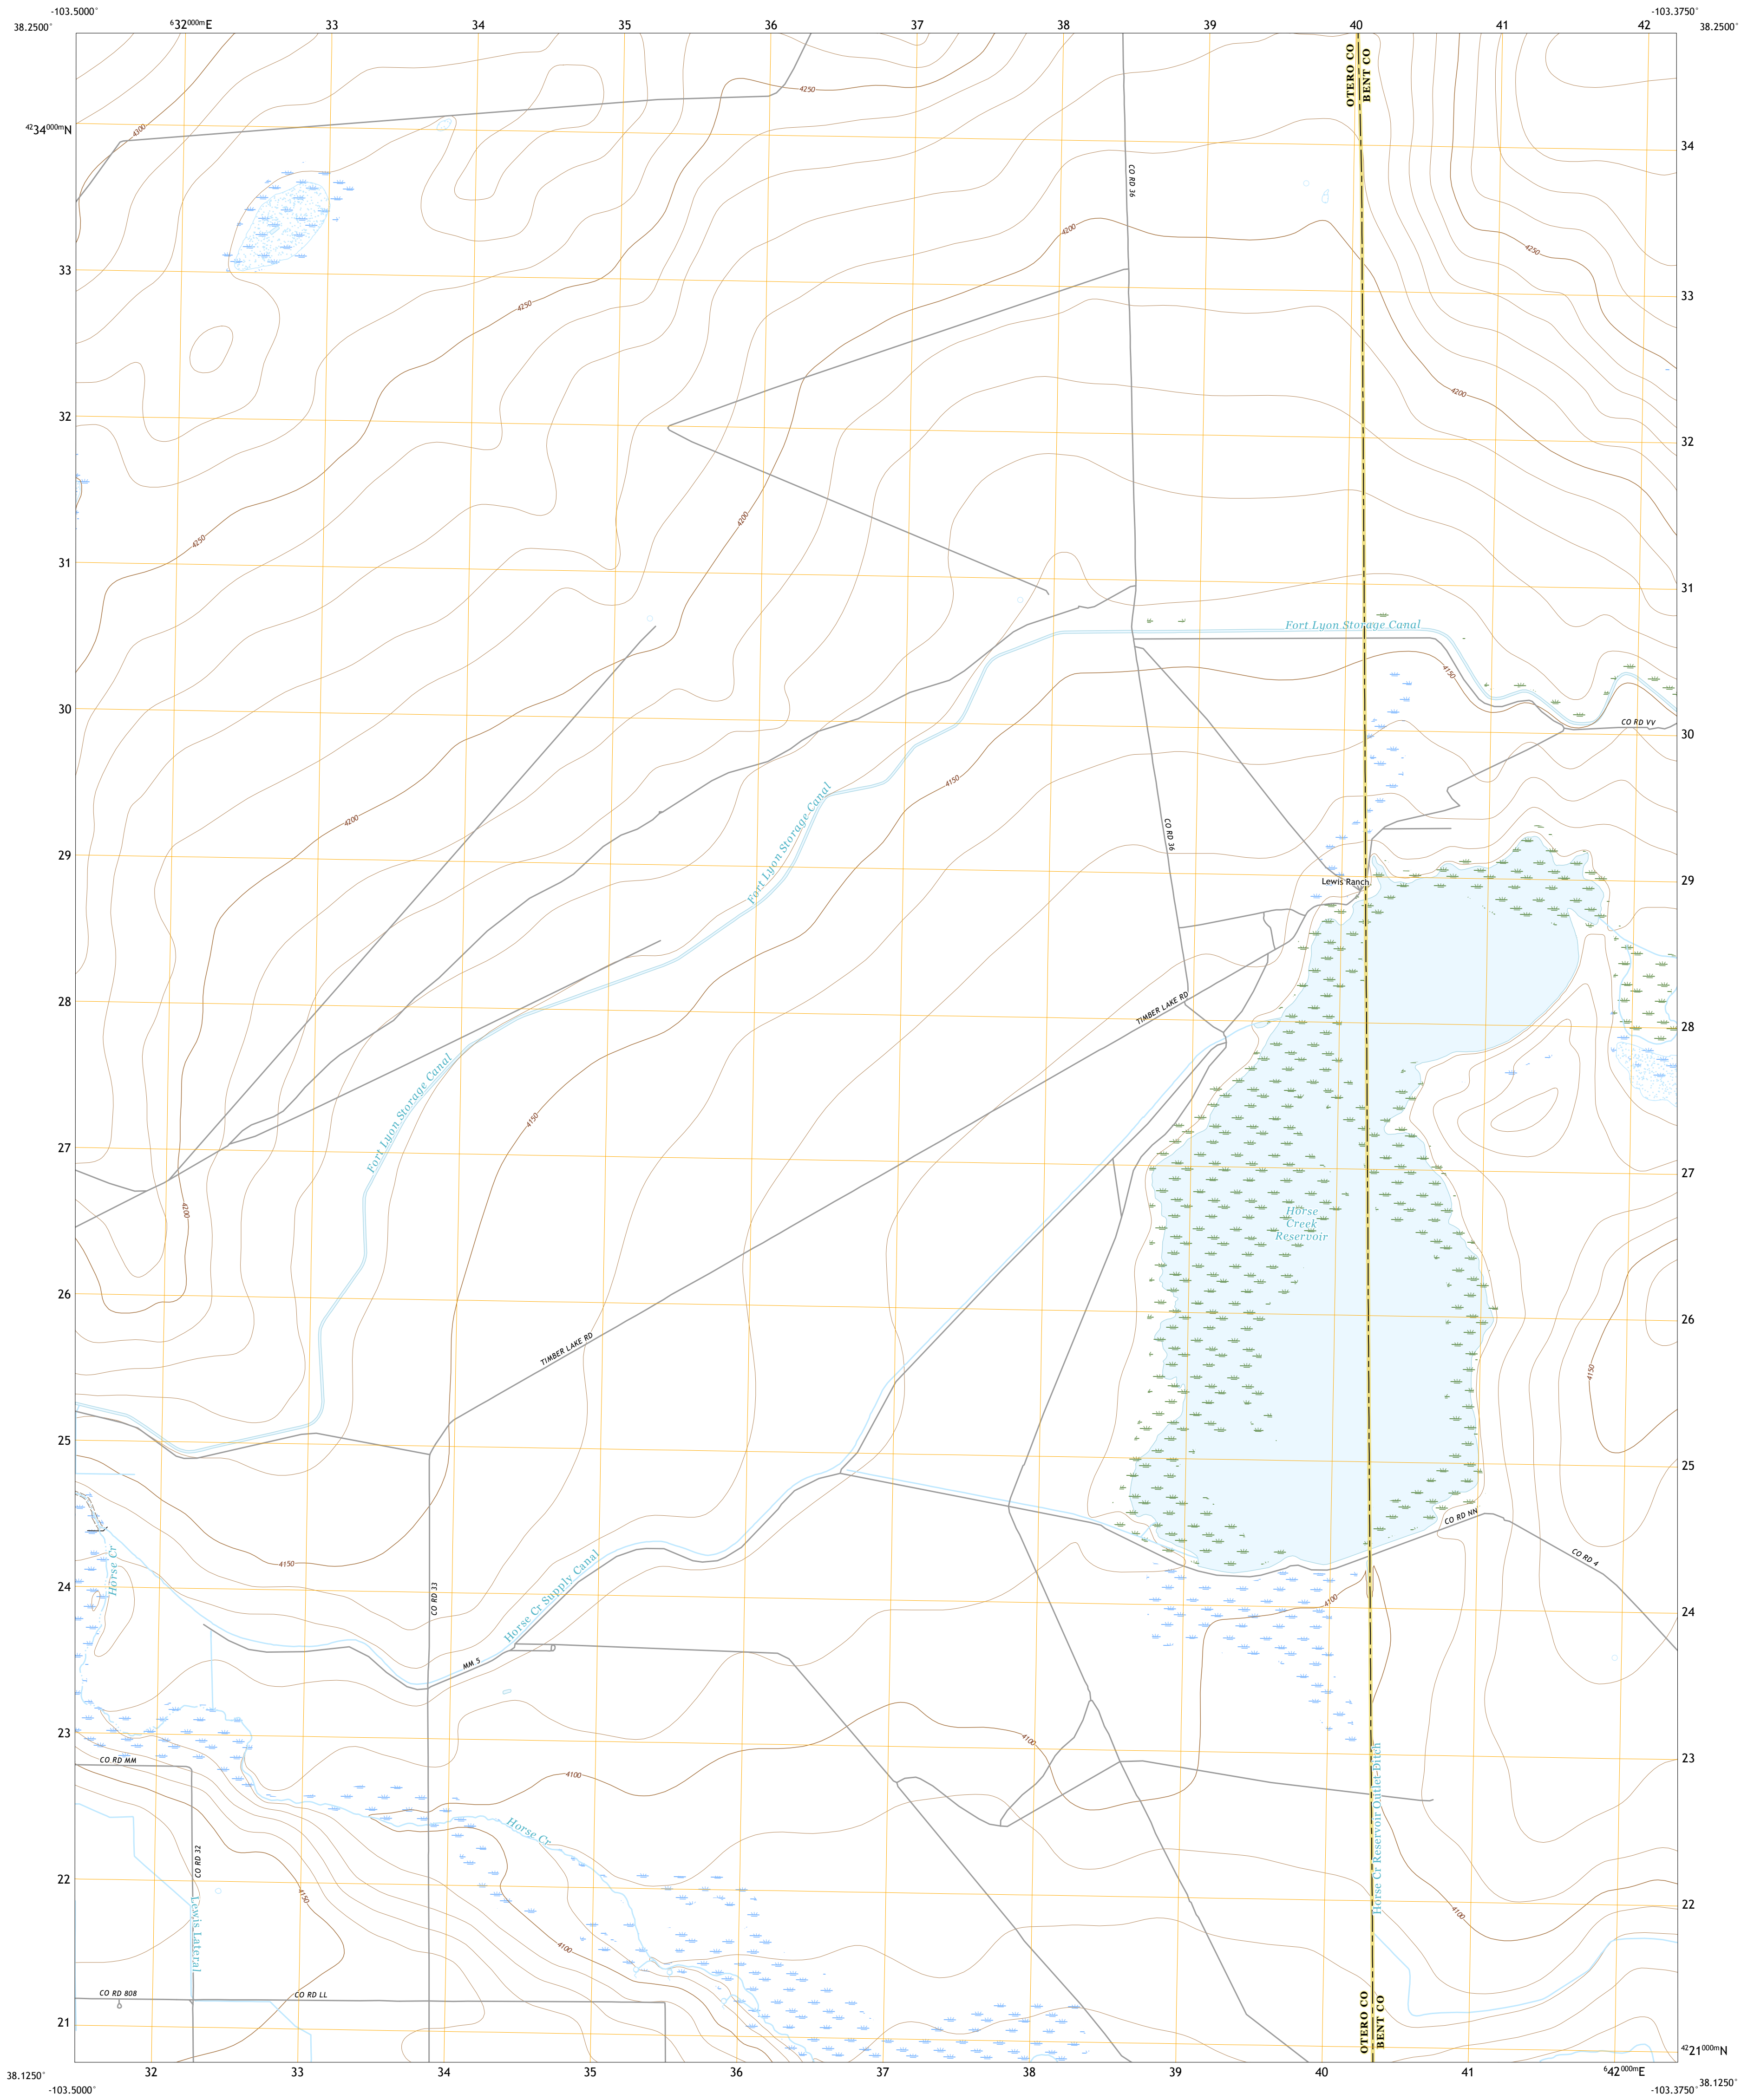 -103.5000°
-103.3750°
38.2500°
⁶32⁰⁰⁰ᵐE
33
34
35
36
37
38
39
40
41
42
38.2500°
OTERO CO
BENT CO
4250
⁴²34⁰⁰⁰ᵐN
4200
34
CO RD 36
4200
4250
33
33
4250
4200
32
32
4200
4250
31
31
Fort Lyon Storage Canal
4150
30
CO RD VV
30
4150
Fort Lyon Storage Canal
4200
CO RD 36
29
29
Lewis Ranch
28
TIMBER LAKE RD
28
Fort Lyon Storage Canal
4150
27
27
4200
Horse
Creek
Reservoir
26
26
TIMBER LAKE RD
4150
25
25
CO RD NN
CO RD 4
4150
Horse Cr
Horse Cr Supply Canal
24
CO RD 33
4100
24
MM 5
23
4100
23
CO RD MM
4100
Horse Cr Reservoir Outlet Ditch
Horse Cr
CO RD 32
22
4150
22
Lewis Lateral
4100
4100
CO RD 808
CO RD LL
OTERO CO
BENT CO
21
⁴²21⁰⁰⁰ᵐN
38.1250°
32
33
34
35
36
37
38
39
40
41
⁶42⁰⁰⁰ᵐE
38.1250°
-103.5000°
-103.3750°